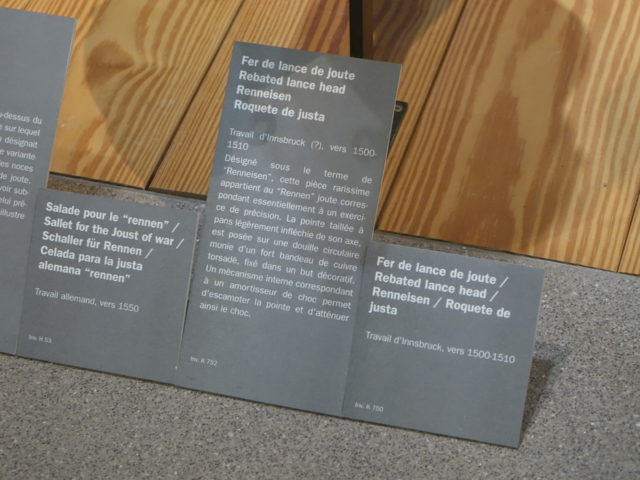 u-dessus du
sur lequel
désignait
e variante
les noces
de joute.
voir sub-
elui pré-
illustre
Salade pour le “rennen” /
Sallet for the Joust of war /
Schaller für Rennen /
Celada para la justa
alemana “rennen”
Travail allemand, vers 1550
Inv. H 53
Fer de lance de joute
Rebated lance head
Renneisen
Roquete de justa
Travail d'Innsbruck (?), vers 1500-
1510
Désigné sous le terme de
“Renneisen”, cette pièce rarissime
appartient au “Rennen” joute corres-
pondant essentiellement à un exerci-
ce de précision. La pointe taillée à
pans légèrement infléchie de son axe,
est posée sur une douille circulaire
munie d'un fort bandeau de cuivre
torsadé, fixé dans un but décoratif.
Un mécanisme interne correspondant
à un amortisseur de choc permet
d'escamoter la pointe et d'atténuer
ainsi le choc.
Inv. K 752
Fer de lance de joute /
Rebated lance head /
Renneisen / Roquete de
justa
Travail d'Innsbruck, vers 1500-1510
Inv. K 750